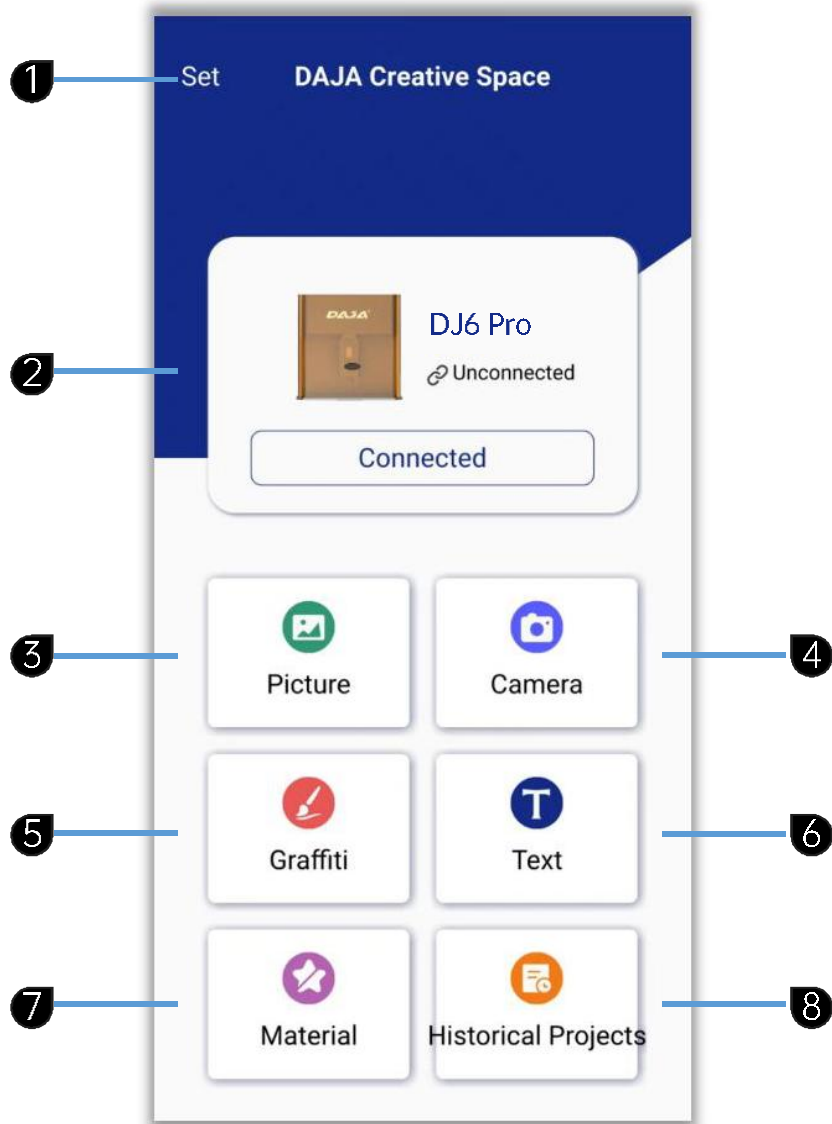 1 Set DAJA Creative Space
DAJA
DJ6 Pro
2 Unconnected
Connected
3 Picture Camera 4
5 Graffiti Text 6
7 Material Historical Projects 8